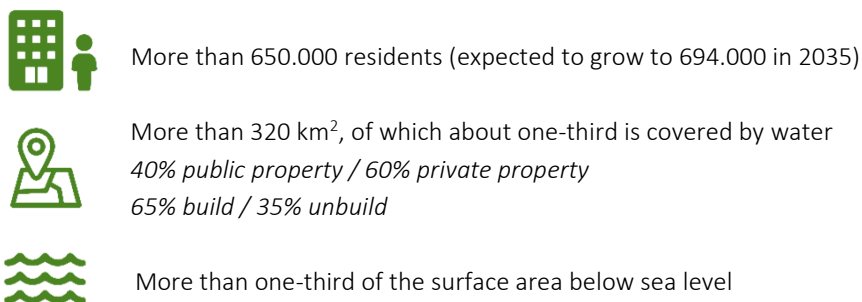 More than 650.000 residents (expected to grow to 694.000 in 2035)
More than 320 km², of which about one-third is covered by water
40% public property / 60% private property
65% build / 35% unbuild
More than one-third of the surface area below sea level